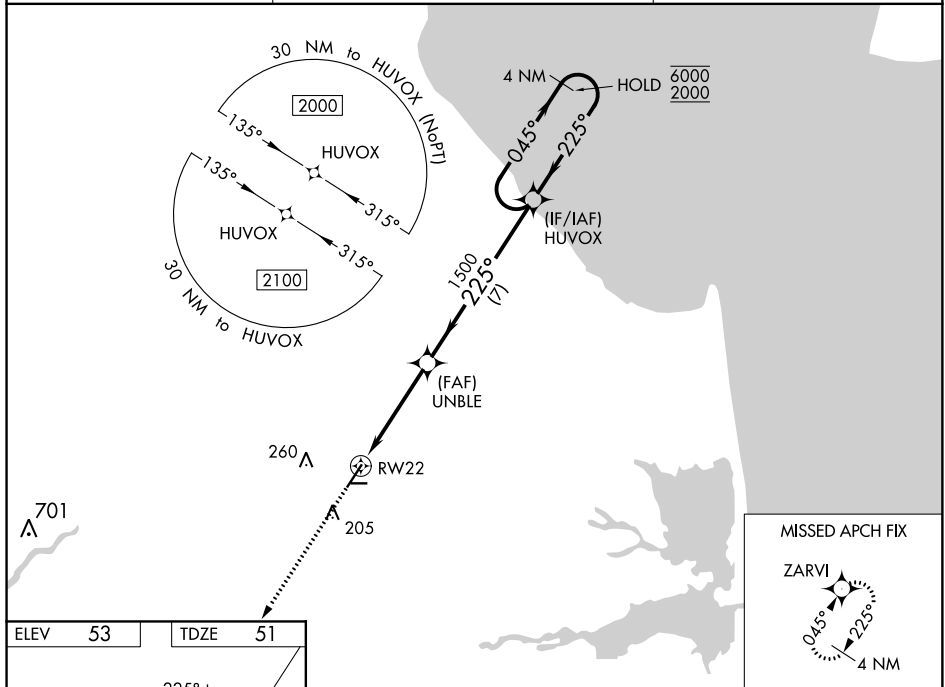 30 NM to HUVOX (NoPT)
2000
135°
HUVOX
315°
135°
HUVOX
315°
2100
30 NM to HUVOX
4 NM
HOLD
6000
2000
045°
225°
(IF/IAF)
HUVOX
1500
225°
(7)
(FAF)
UNBLE
260
RW22
205
701
MISSED APCH FIX
ZARVI
045°
225°
4 NM
ELEV 53
TDZE 51